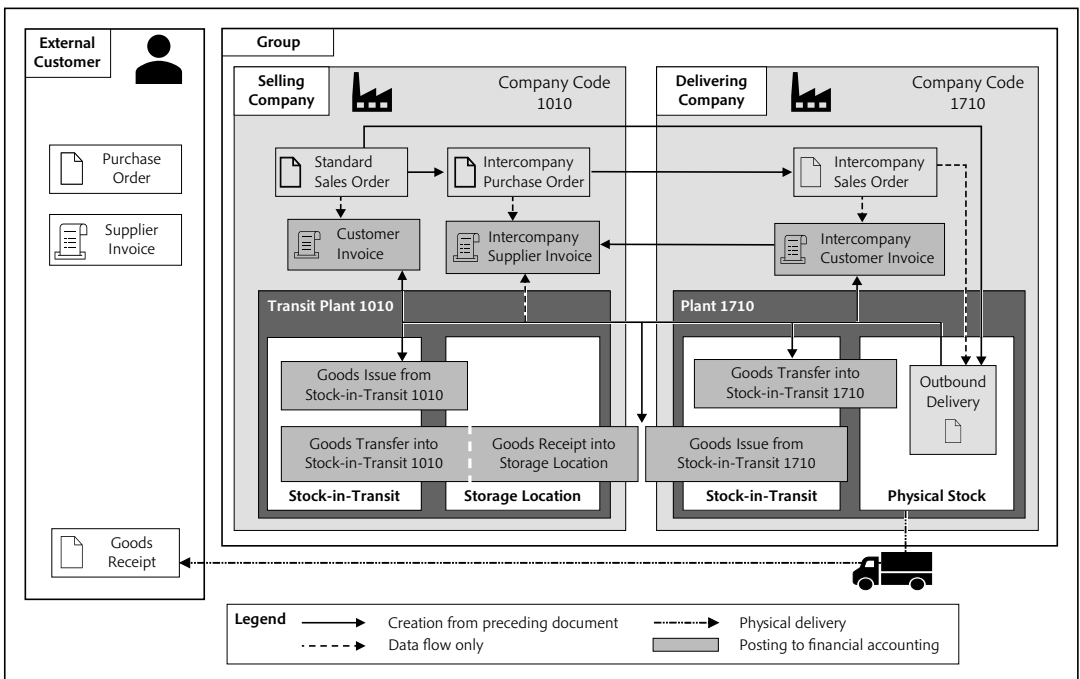 External
Customer
Purchase
Order
Supplier
Invoice
Goods
Receipt
Group
Selling
Company
Company Code
1010
Standard
Sales Order
Intercompany
Purchase Order
Customer
Invoice
Intercompany
Supplier Invoice
Transit Plant 1010
Goods Issue from
Stock-in-Transit 1010
Goods Transfer into
Stock-in-Transit 1010
Goods Receipt into
Storage Location
Stock-in-Transit
Storage Location
Delivering
Company
Company Code
1710
Intercompany
Sales Order
Intercompany
Customer Invoice
Plant 1710
Goods Transfer into
Stock-in-Transit 1710
Outbound
Delivery
Goods Issue from
Stock-in-Transit 1710
Stock-in-Transit
Physical Stock
Legend
Creation from preceding document
Data flow only
Physical delivery
Posting to financial accounting